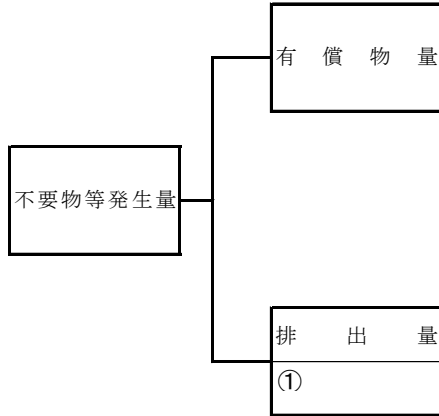 有償物量
不要物等発生量
排出量
①